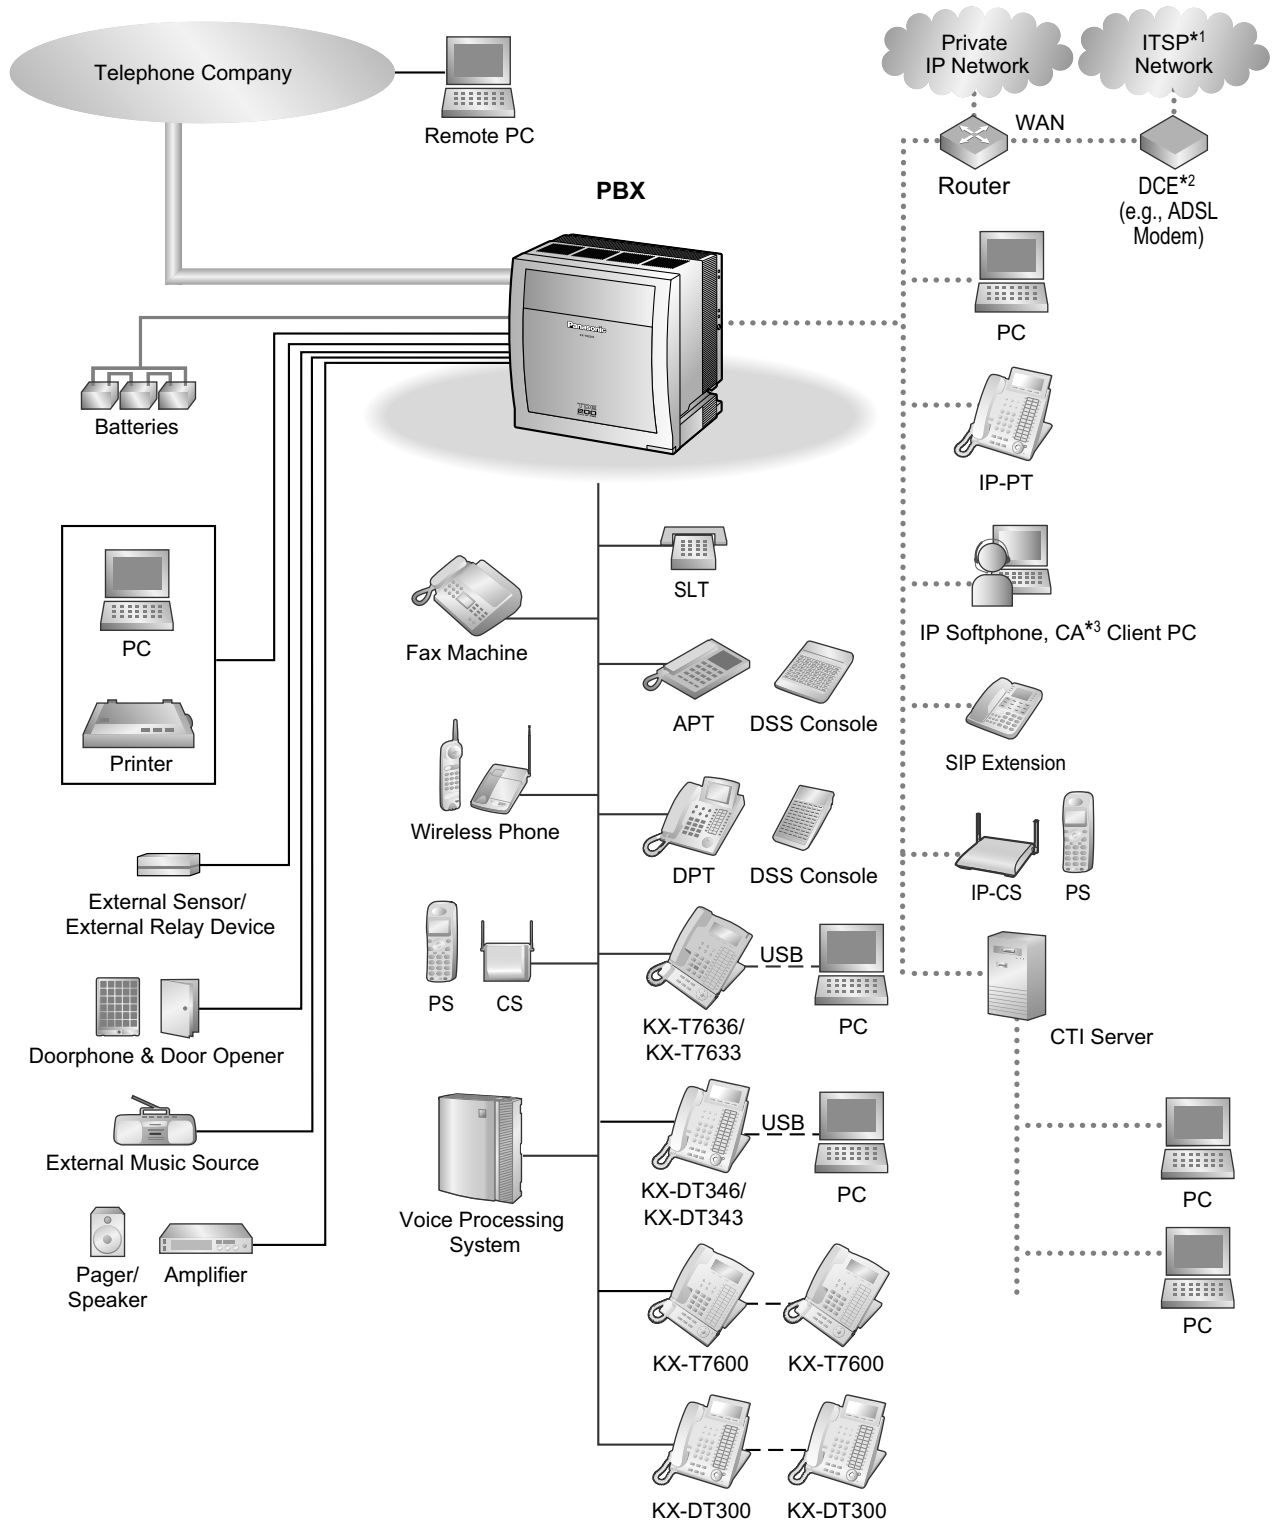 Telephone Company
Remote PC
Private
IP Network
ITSP*1
Network
WAN
Router
DCE*2
(e.g., ADSL
Modem)
PBX
Panasonic
TDE
200
Batteries
PC
IP-PT
IP Softphone, CA*3 Client PC
SIP Extension
IP-CS
PS
CTI Server
PC
PC
PC
Printer
External Sensor/
External Relay Device
Doorphone & Door Opener
External Music Source
Pager/
Speaker
Amplifier
Fax Machine
Wireless Phone
PS
CS
Voice Processing
System
SLT
APT
DSS Console
DPT
DSS Console
KX-T7636/
KX-T7633
USB
PC
KX-DT346/
KX-DT343
USB
PC
KX-T7600
KX-T7600
KX-DT300
KX-DT300